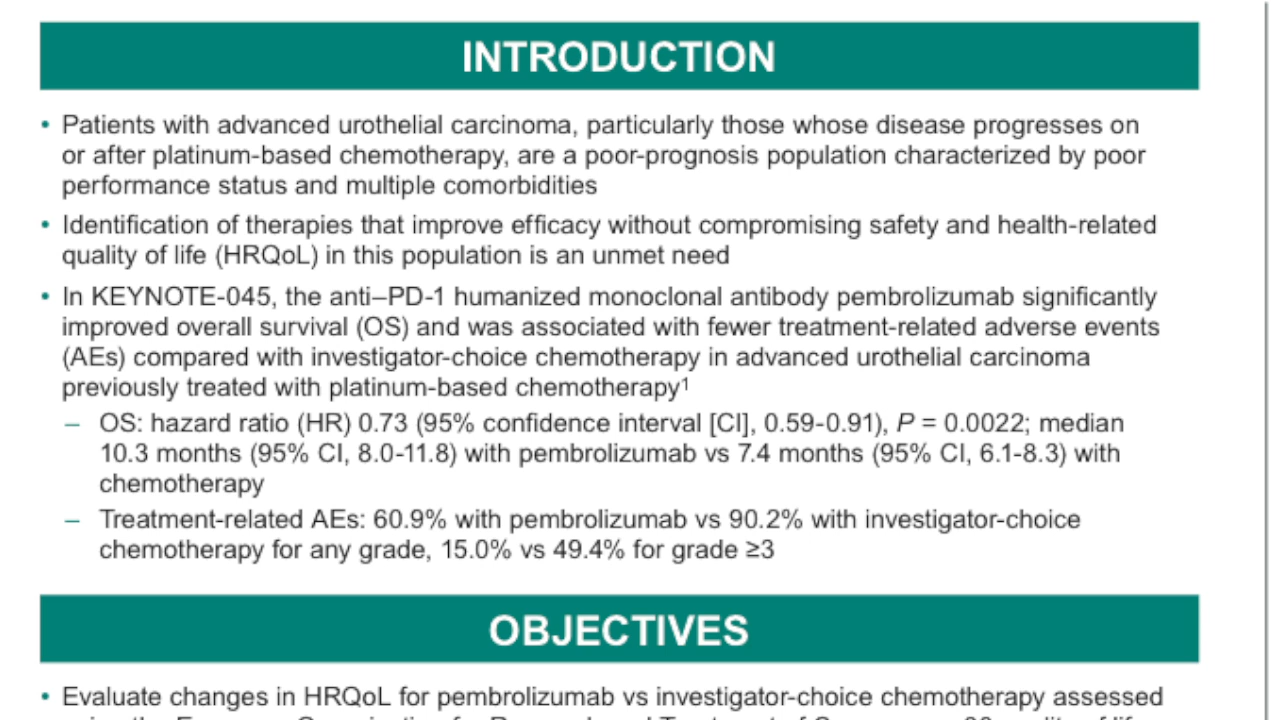 INTRODUCTION
• Patients with advanced urothelial carcinoma, particularly those whose disease progresses on
or after platinum-based chemotherapy, are a poor-prognosis population characterized by poor
performance status and multiple comorbidities
• Identification of therapies that improve efficacy without compromising safety and health-related
quality of life (HRQoL) in this population is an unmet need
• In KEYNOTE-045, the anti–PD-1 humanized monoclonal antibody pembrolizumab significantly
improved overall survival (OS) and was associated with fewer treatment-related adverse events
(AEs) compared with investigator-choice chemotherapy in advanced urothelial carcinoma
previously treated with platinum-based chemotherapy¹
– OS: hazard ratio (HR) 0.73 (95% confidence interval [CI], 0.59-0.91), P = 0.0022; median
10.3 months (95% CI, 8.0-11.8) with pembrolizumab vs 7.4 months (95% CI, 6.1-8.3) with
chemotherapy
– Treatment-related AEs: 60.9% with pembrolizumab vs 90.2% with investigator-choice
chemotherapy for any grade, 15.0% vs 49.4% for grade ≥3
OBJECTIVES
• Evaluate changes in HRQoL for pembrolizumab vs investigator-choice chemotherapy assessed